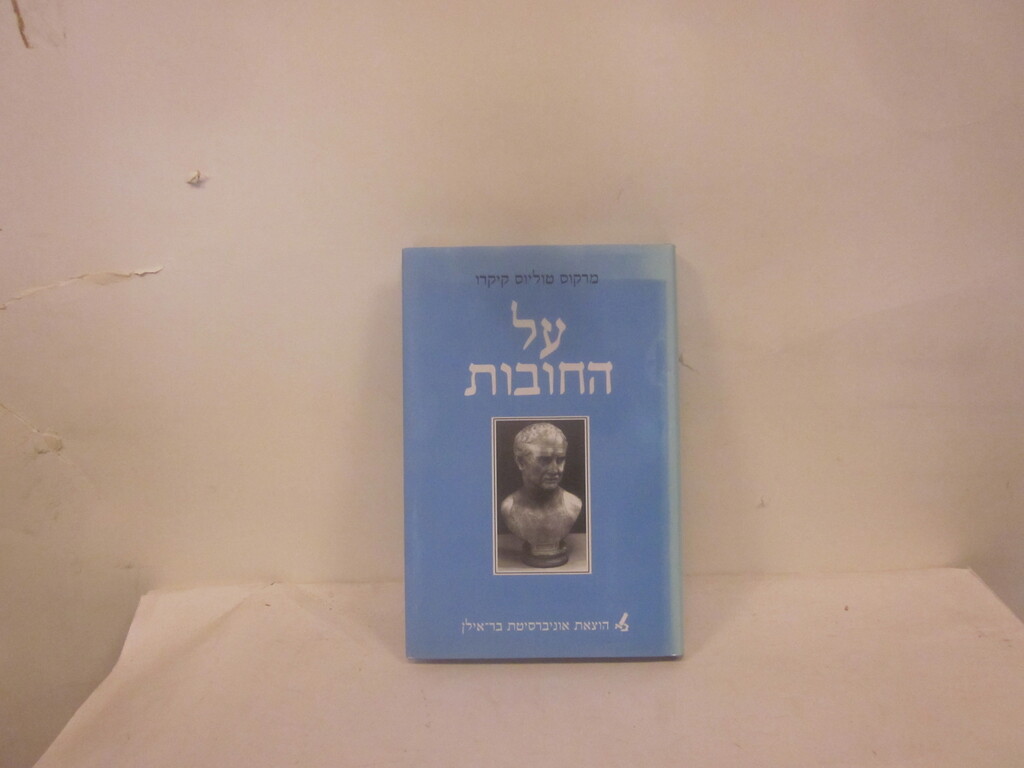 מרקוס טוליוס קיקרו
על
החובות
הוצאת אוניברסיטת בר־אילן